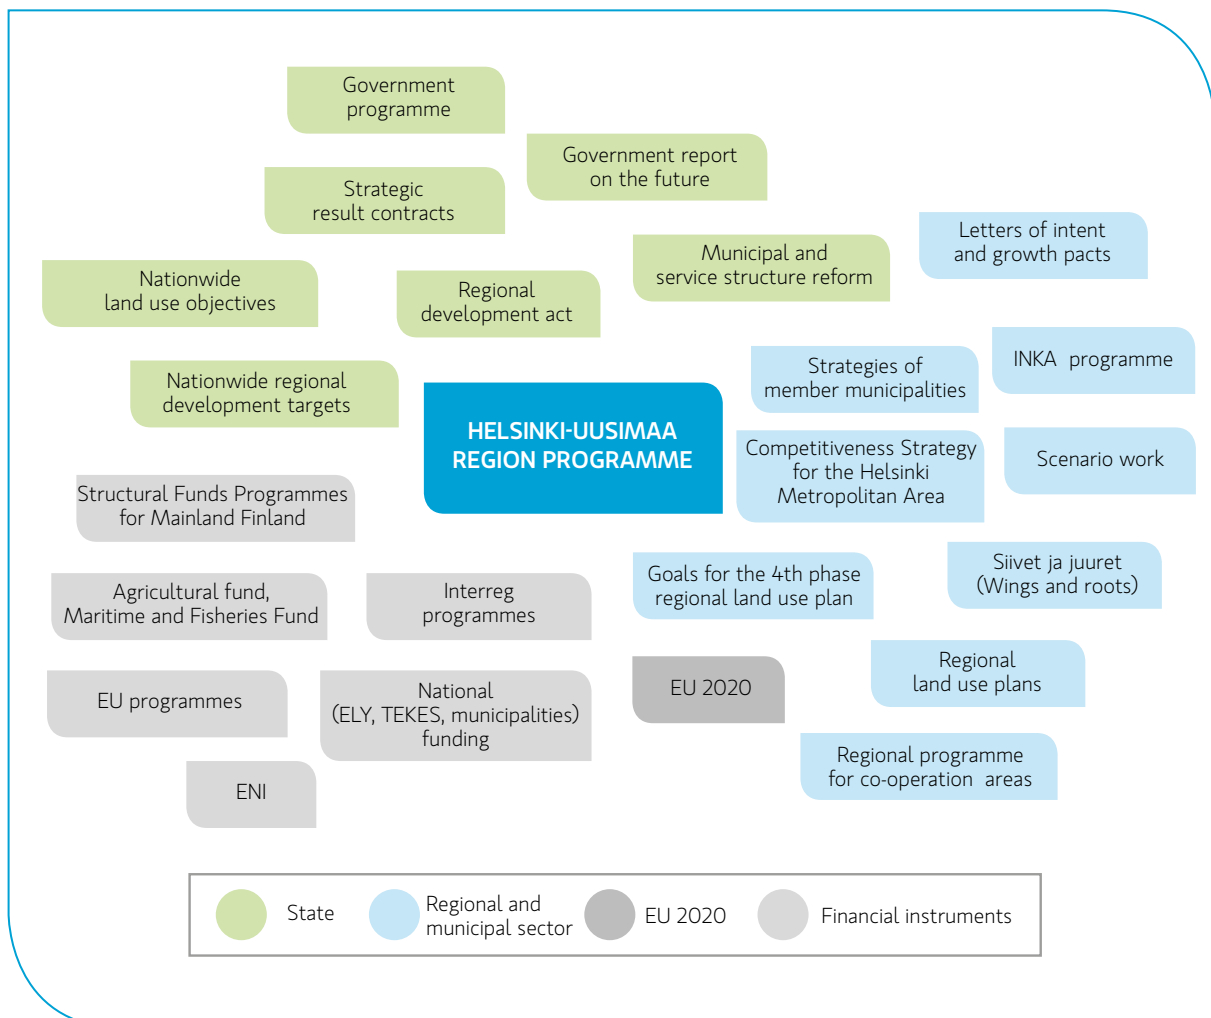 Government
programme
Government report
on the future
Strategic
result contracts
Letters of intent
and growth pacts
Municipal and
service structure reform
Nationwide
land use objectives
Regional
development act
Strategies of
member municipalities
INKA programme
Nationwide regional
development targets
HELSINKI-UUSIMAA
REGION PROGRAMME
Competitiveness Strategy
for the Helsinki
Metropolitan Area
Scenario work
Structural Funds Programmes
for Mainland Finland
Siivet ja juuret
(Wings and roots)
Goals for the 4th phase
regional land use plan
Agricultural fund,
Maritime and Fisheries Fund
Interreg
programmes
Regional
land use plans
EU 2020
EU programmes
National
(ELY, TEKES, municipalities)
funding
Regional programme
for co-operation areas
ENI
State
Regional and
municipal sector
EU 2020
Financial instruments